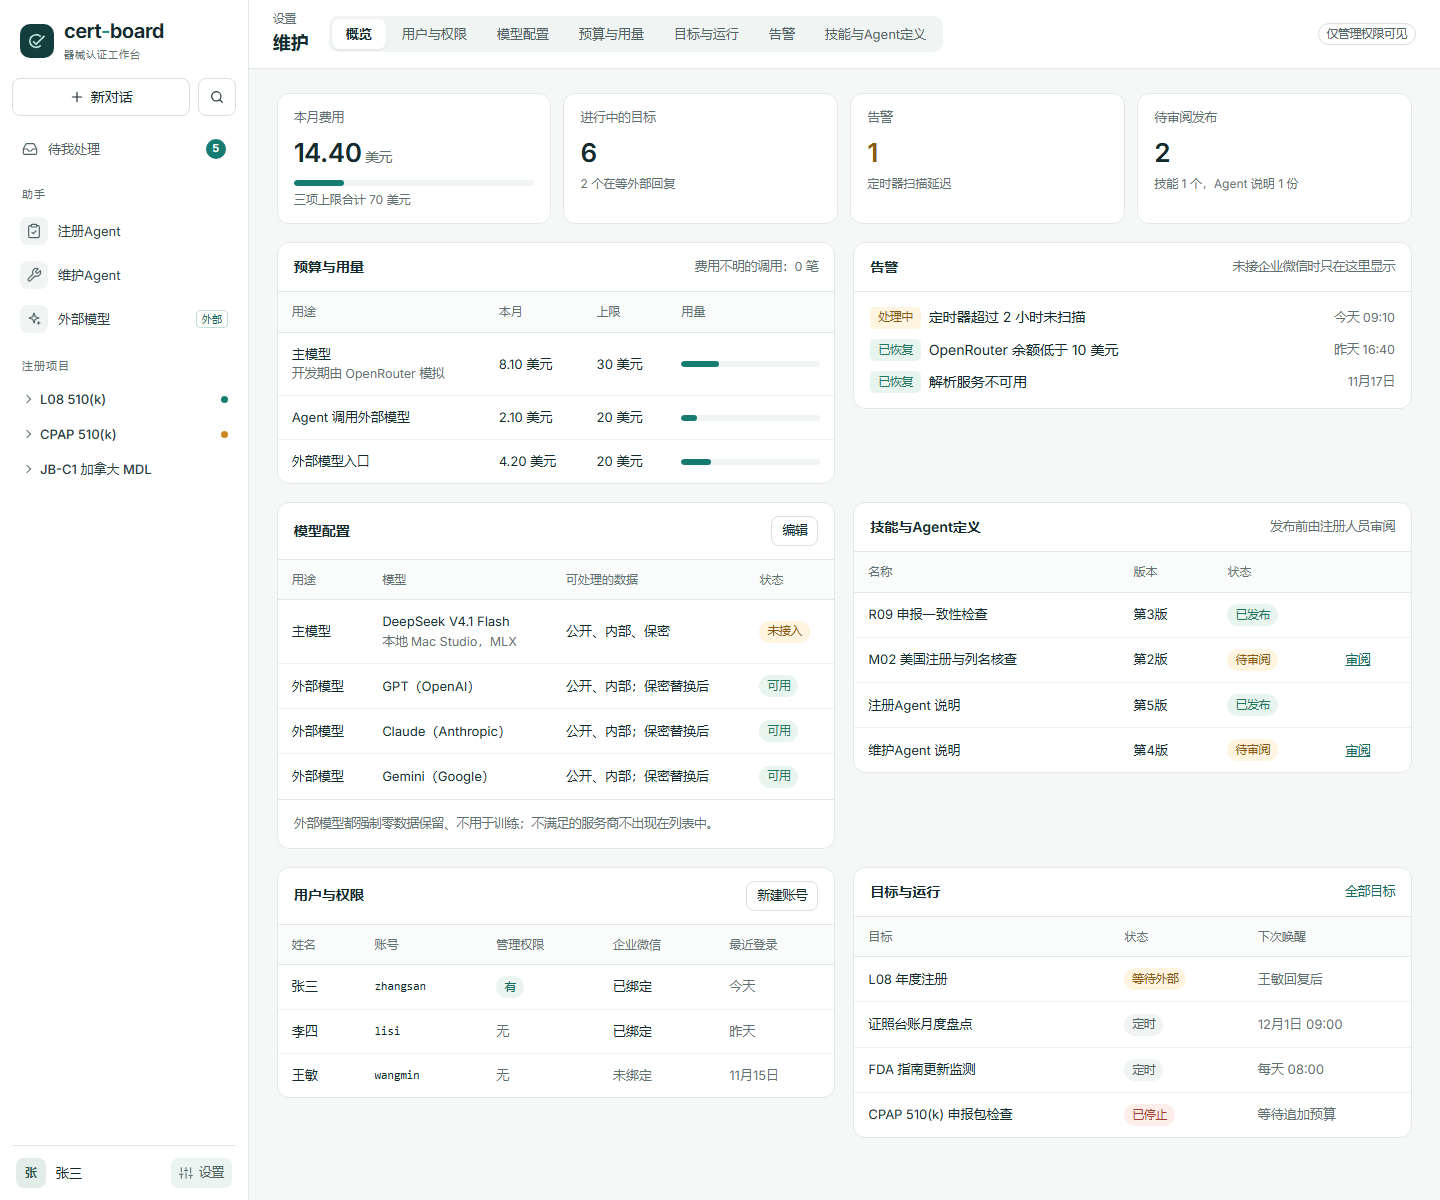 cert-board
器械认证工作台
新对话
待我处理 5
助手
注册Agent
维护Agent
外部模型 外部
注册项目
L08 510(k)
CPAP 510(k)
JB-C1 加拿大 MDL
张 张三 设置
设置
维护
概览 用户与权限 模型配置 预算与用量 目标与运行 告警 技能与Agent定义
仅管理权限可见
本月费用
14.40 美元
三项上限合计 70 美元
进行中的目标
6
2 个在等外部回复
告警
1
定时器扫描延迟
待审阅发布
2
技能 1 个，Agent 说明 1 份
预算与用量 费用不明的调用：0 笔
用途 本月 上限 用量
主模型
开发期由 OpenRouter 模拟
8.10 美元 30 美元
Agent 调用外部模型 2.10 美元 20 美元
外部模型入口 4.20 美元 20 美元
告警 未接企业微信时只在这里显示
处理中 定时器超过 2 小时未扫描 今天 09:10
已恢复 OpenRouter 余额低于 10 美元 昨天 16:40
已恢复 解析服务不可用 11月17日
模型配置 编辑
用途 模型 可处理的数据 状态
主模型
DeepSeek V4.1 Flash
本地 Mac Studio，MLX
公开、内部、保密 未接入
外部模型 GPT（OpenAI） 公开、内部；保密替换后 可用
外部模型 Claude（Anthropic） 公开、内部；保密替换后 可用
外部模型 Gemini（Google） 公开、内部；保密替换后 可用
外部模型都强制零数据保留、不用于训练；不满足的服务商不出现在列表中。
技能与Agent定义 发布前由注册人员审阅
名称 版本 状态
R09 申报一致性检查 第3版 已发布
M02 美国注册与列名核查 第2版 待审阅 审阅
注册Agent 说明 第5版 已发布
维护Agent 说明 第4版 待审阅 审阅
用户与权限 新建账号
姓名 账号 管理权限 企业微信 最近登录
张三 zhangsan 有 已绑定 今天
李四 lisi 无 已绑定 昨天
王敏 wangmin 无 未绑定 11月15日
目标与运行 全部目标
目标 状态 下次唤醒
L08 年度注册 等待外部 王敏回复后
证照台账月度盘点 定时 12月1日 09:00
FDA 指南更新监测 定时 每天 08:00
CPAP 510(k) 申报包检查 已停止 等待追加预算